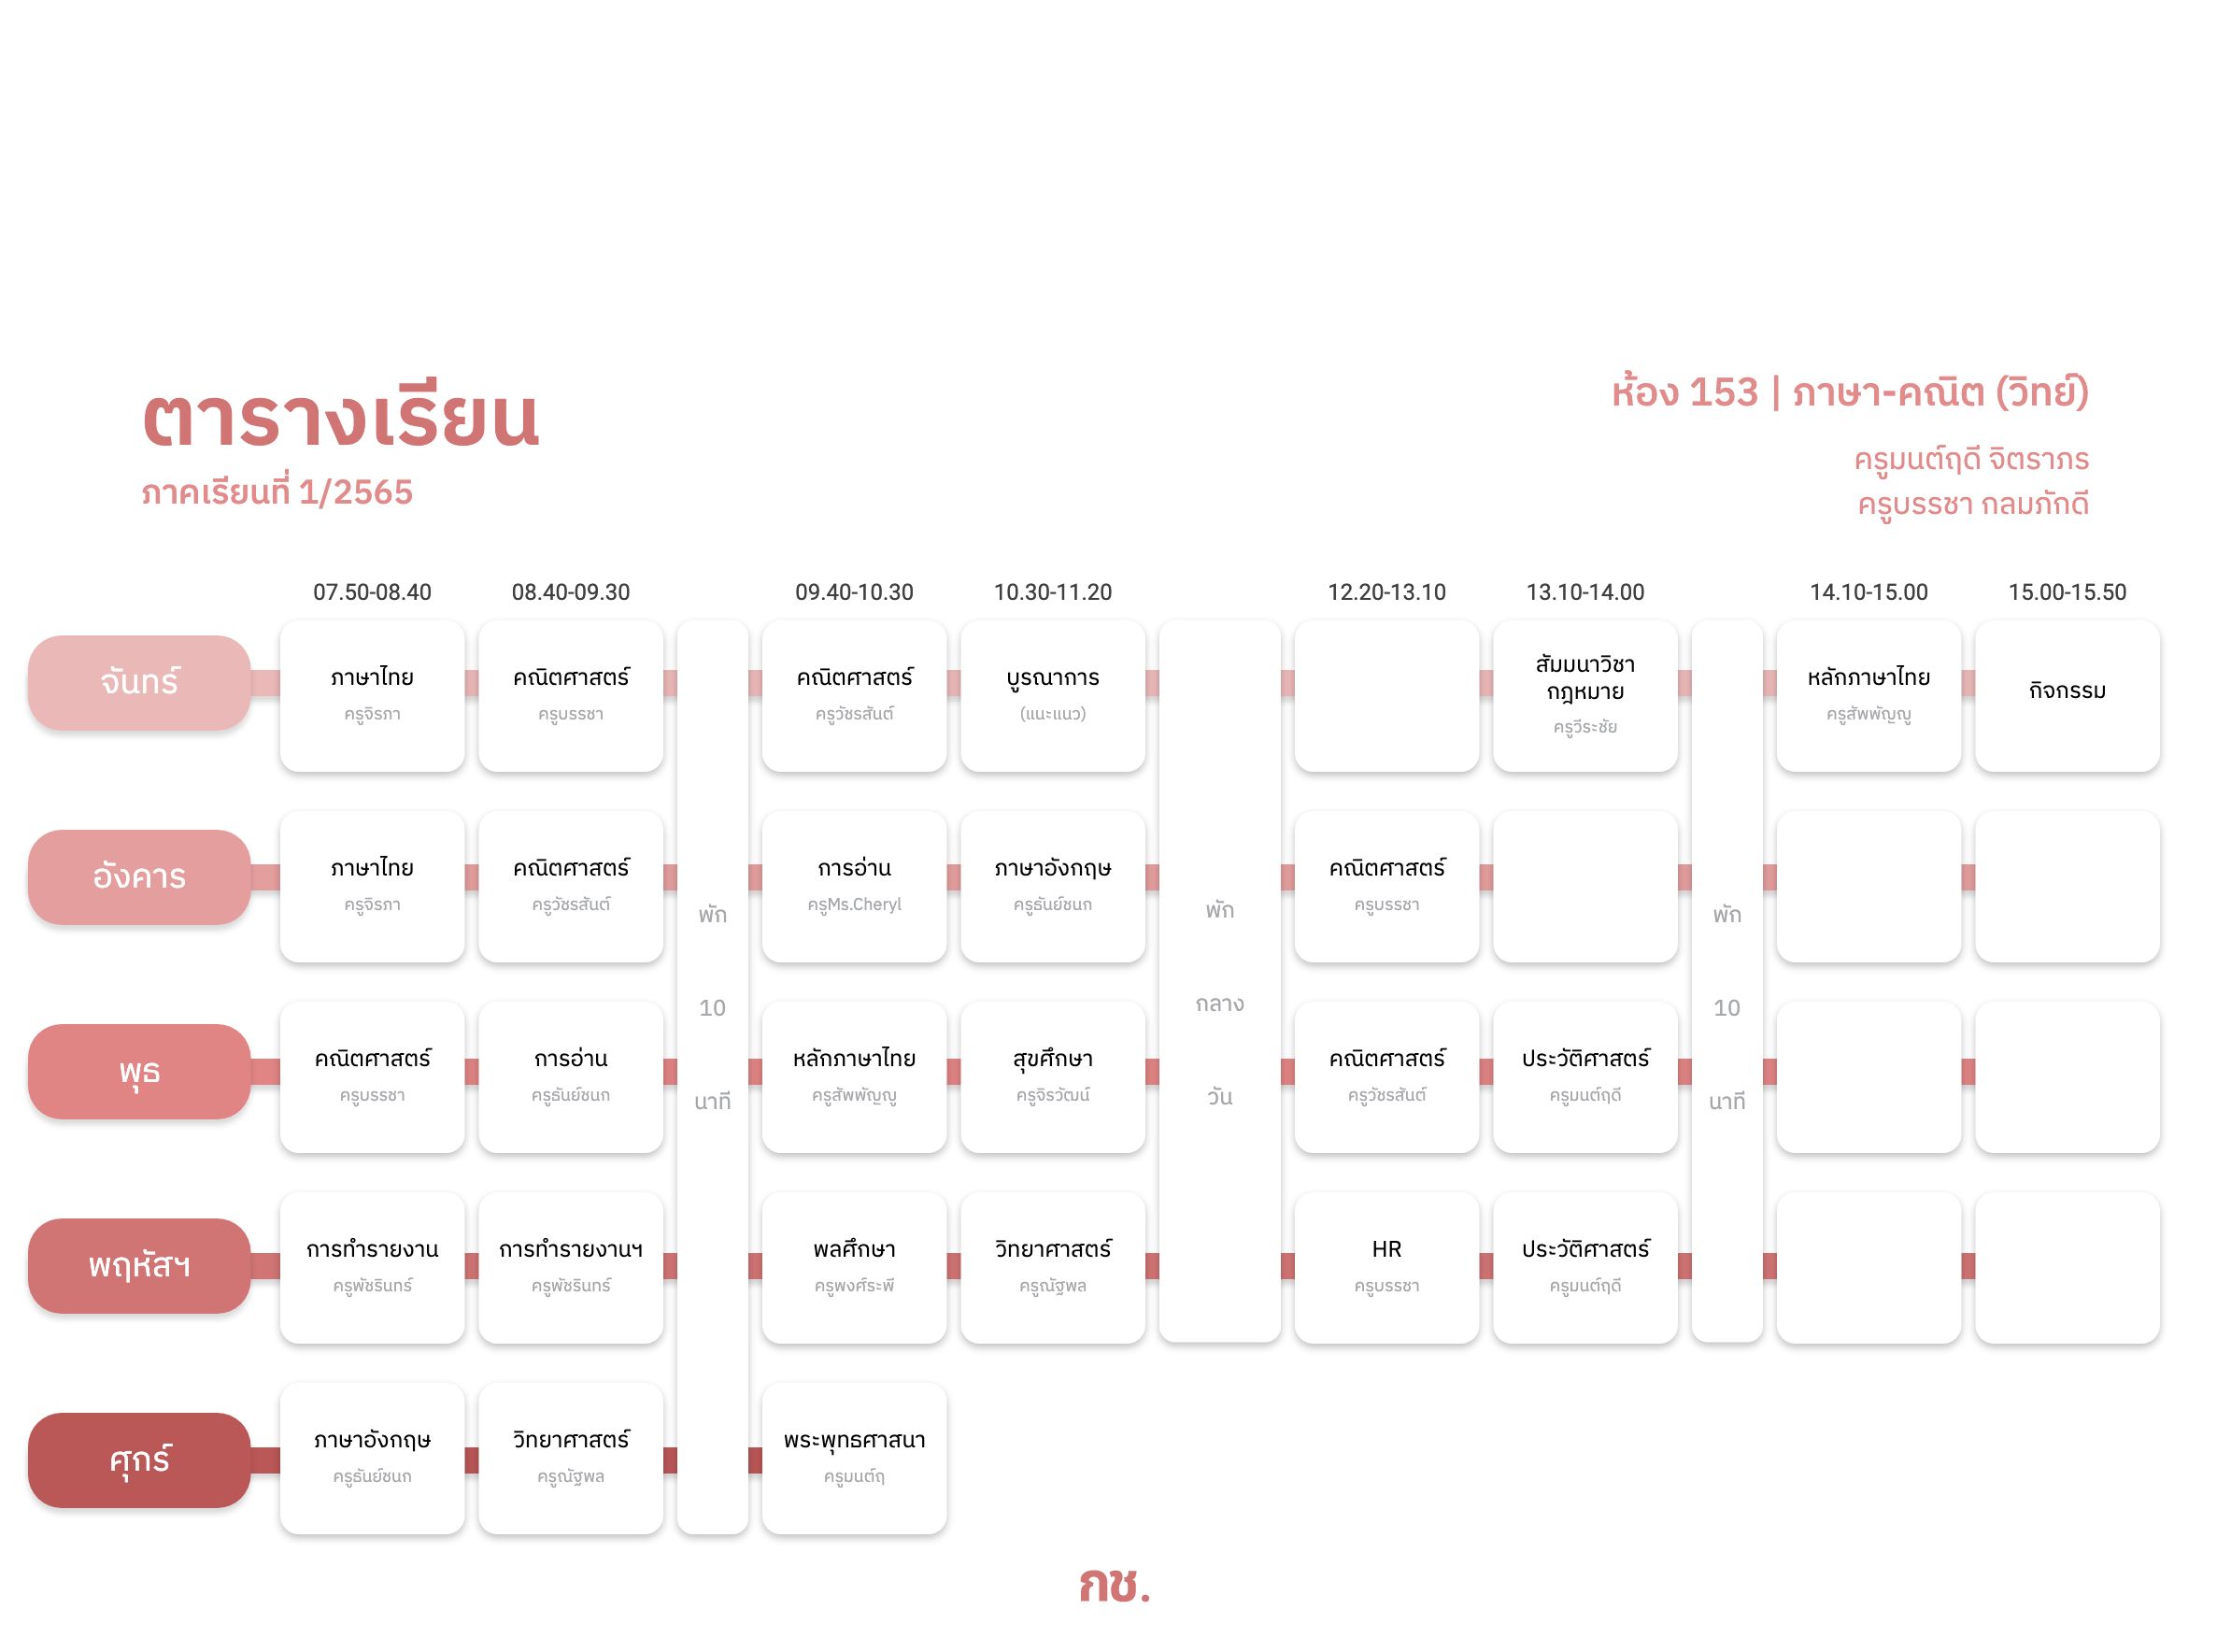 ตารางเรียน
ภาคเรียนที่ 1/2565
ห้อง 153 | ภาษา-คณิต (วิทย์)
ครูมนต์ฤดี จิตราภร
ครูบรรชา กลมภักดี
07.50-08.40
08.40-09.30
09.40-10.30
10.30-11.20
12.20-13.10
13.10-14.00
14.10-15.00
15.00-15.50
จันทร์
ภาษาไทย
ครูจิรภา
คณิตศาสตร์
ครูบรรชา
คณิตศาสตร์
ครูวัชรสันต์
บูรณาการ
(แนะแนว)
สัมมนาวิชา
กฎหมาย
ครูวีระชัย
หลักภาษาไทย
ครูสัพพัญญู
กิจกรรม
อังคาร
ภาษาไทย
ครูจิรภา
คณิตศาสตร์
ครูวัชรสันต์
การอ่าน
ครูMs.Cheryl
ภาษาอังกฤษ
ครูธันย์ชนก
คณิตศาสตร์
ครูบรรชา
พัก
10
นาที
พัก
กลาง
วัน
พัก
10
นาที
พุธ
คณิตศาสตร์
ครูบรรชา
การอ่าน
ครูธันย์ชนก
หลักภาษาไทย
ครูสัพพัญญู
สุขศึกษา
ครูจิรวัฒน์
คณิตศาสตร์
ครูวัชรสันต์
ประวัติศาสตร์
ครูมนต์ฤดี
พฤหัสฯ
การทำรายงาน
ครูพัชรินทร์
การทำรายงานฯ
ครูพัชรินทร์
พลศึกษา
ครูพงศ์ระพี
วิทยาศาสตร์
ครูณัฐพล
HR
ครูบรรชา
ประวัติศาสตร์
ครูมนต์ฤดี
ศุกร์
ภาษาอังกฤษ
ครูธันย์ชนก
วิทยาศาสตร์
ครูณัฐพล
พระพุทธศาสนา
ครูมนต์ฤ
กช.